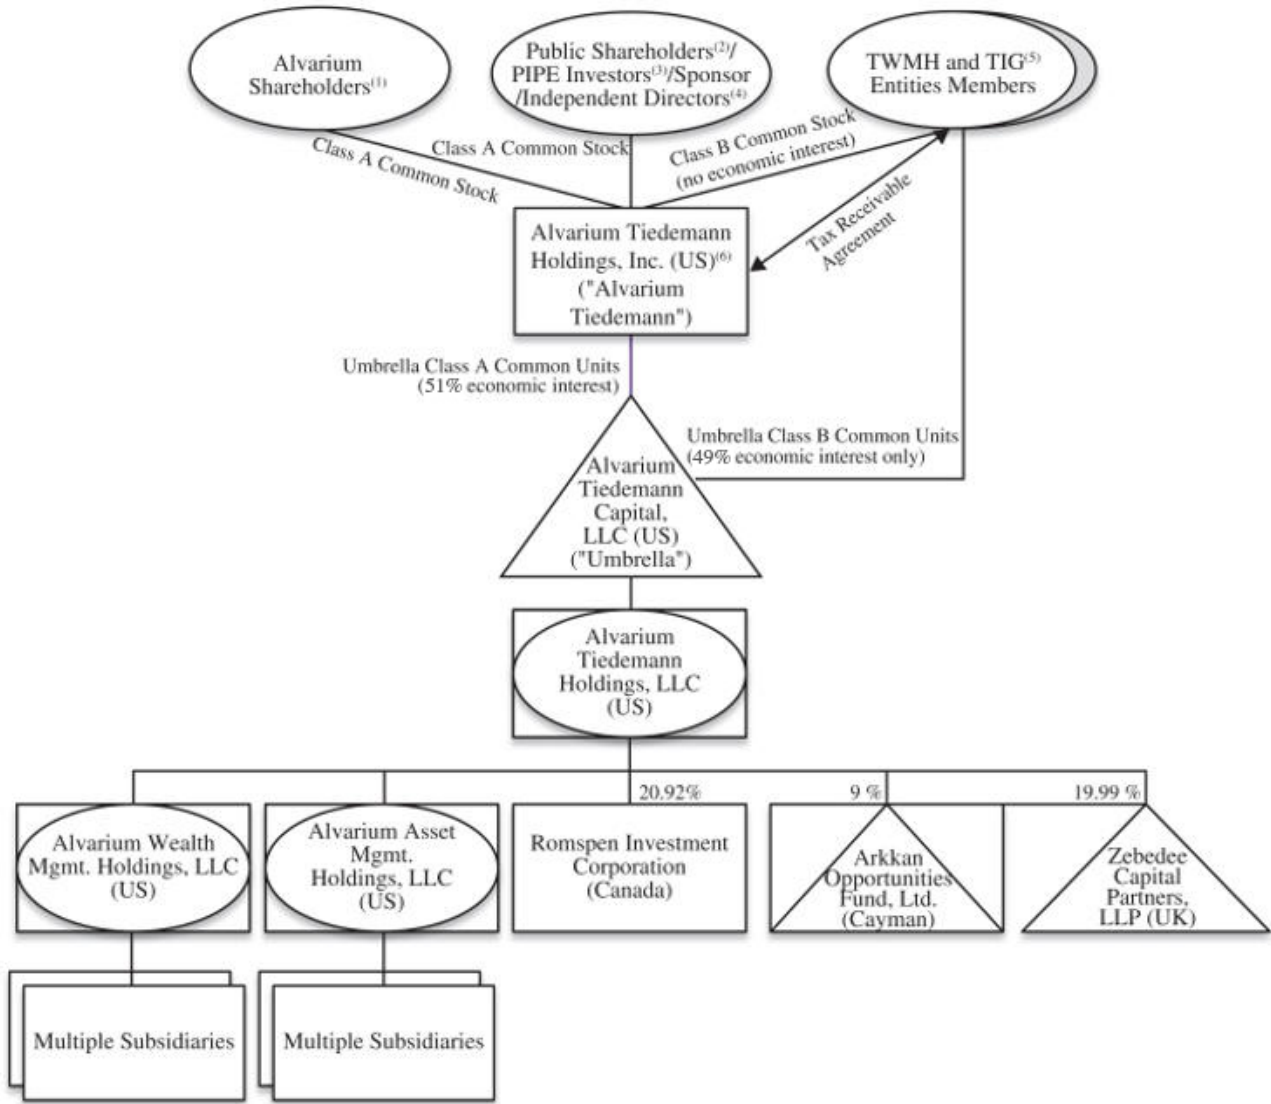 Alvarium
Shareholders(1)
Public Shareholders(2)/
PIPE Investors(3)/Sponsor
/Independent Directors(4)
TWMH and TIG(5)
Entities Members
Class A Common Stock
Class A Common Stock
Class B Common Stock
(no economic interest)
Tax Receivable
Agreement
Alvarium Tiedemann
Holdings, Inc. (US)(6)
("Alvarium
Tiedemann")
Umbrella Class A Common Units
(51% economic interest)
Umbrella Class B Common Units
(49% economic interest only)
Alvarium
Tiedemann
Capital,
LLC (US)
("Umbrella")
Alvarium
Tiedemann
Holdings, LLC
(US)
20.92%
9 %
19.99 %
Alvarium Wealth
Mgmt. Holdings, LLC
(US)
Alvarium Asset
Mgmt.
Holdings, LLC
(US)
Romspen Investment
Corporation
(Canada)
Arkkan
Opportunities
Fund, Ltd.
(Cayman)
Zebedee
Capital
Partners,
LLP (UK)
Multiple Subsidiaries
Multiple Subsidiaries